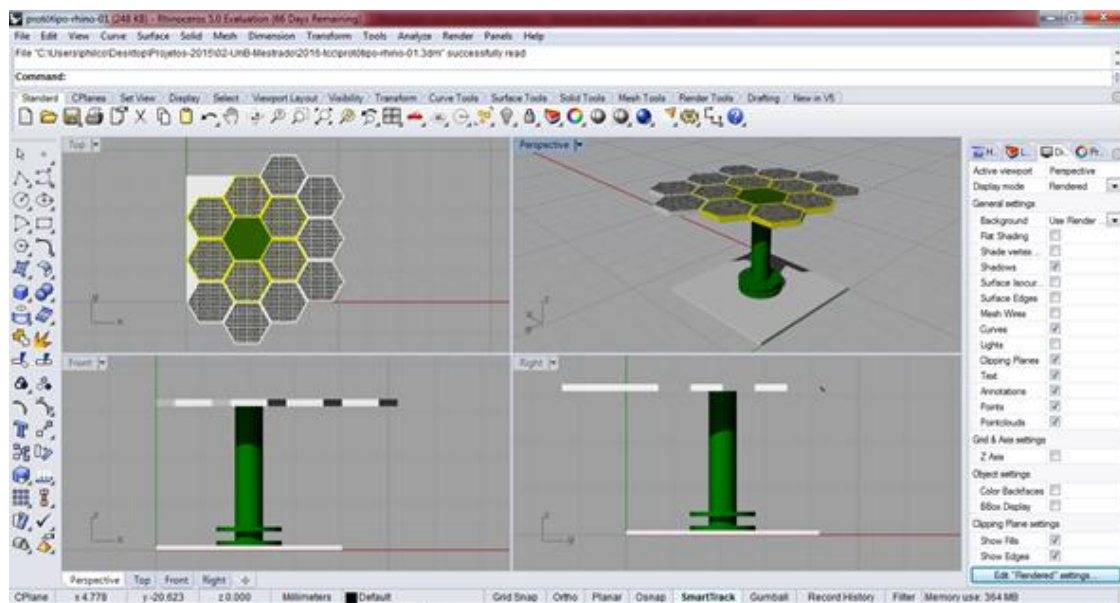 protótipo-rhino-01 (248 KB) - Rhinoceros 5.0 Evaluation (66 Days Remaining)
File Edit View Curve Surface Solid Mesh Dimension Transform Tools Analyze Render Panels Help
File "C:\Users\philco\Desktop\Projetos-2015\02-UnB-Mestrado\2016-tcc\protótipo-rhino-01.3dm" successfully read
Command:
Standard CPlanes Set View Display Select Viewport Layout Visibility Transform Curve Tools Surface Tools Solid Tools Mesh Tools Render Tools Drafting New in V5
Top
Perspective
H... L... Di... Pr...
Active viewport Perspective
Display mode Rendered
General settings
Background Use Render ...
Flat Shading
Shade vertex ...
Shadows
Surface Isocur...
Surface Edges
Mesh Wires
Curves
Lights
Clipping Planes
Text
Annotations
Points
Pointclouds
Grid & Axis settings
Z Axis
Object settings
Color Backfaces
BBox Display
Clipping Plane settings
Show Fills
Show Edges
Edit "Rendered" settings...
Front
Right
Perspective Top Front Right
CPlane x 4.778 y -20.623 z 0.000 Millimeters Default Grid Snap Ortho Planar Osnap SmartTrack Gumball Record History Filter Memory use: 364 MB